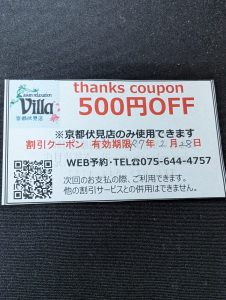 asian relaxation
Villa
京都伏見店
thanks coupon
500円OFF
※京都伏見店のみ使用できます
割引クーポン 有効期限R7年2月28日
WEB予約・TEL☎075-644-4757
次回のお支払の際、ご利用できます。
他の割引サービスとの併用はできません。